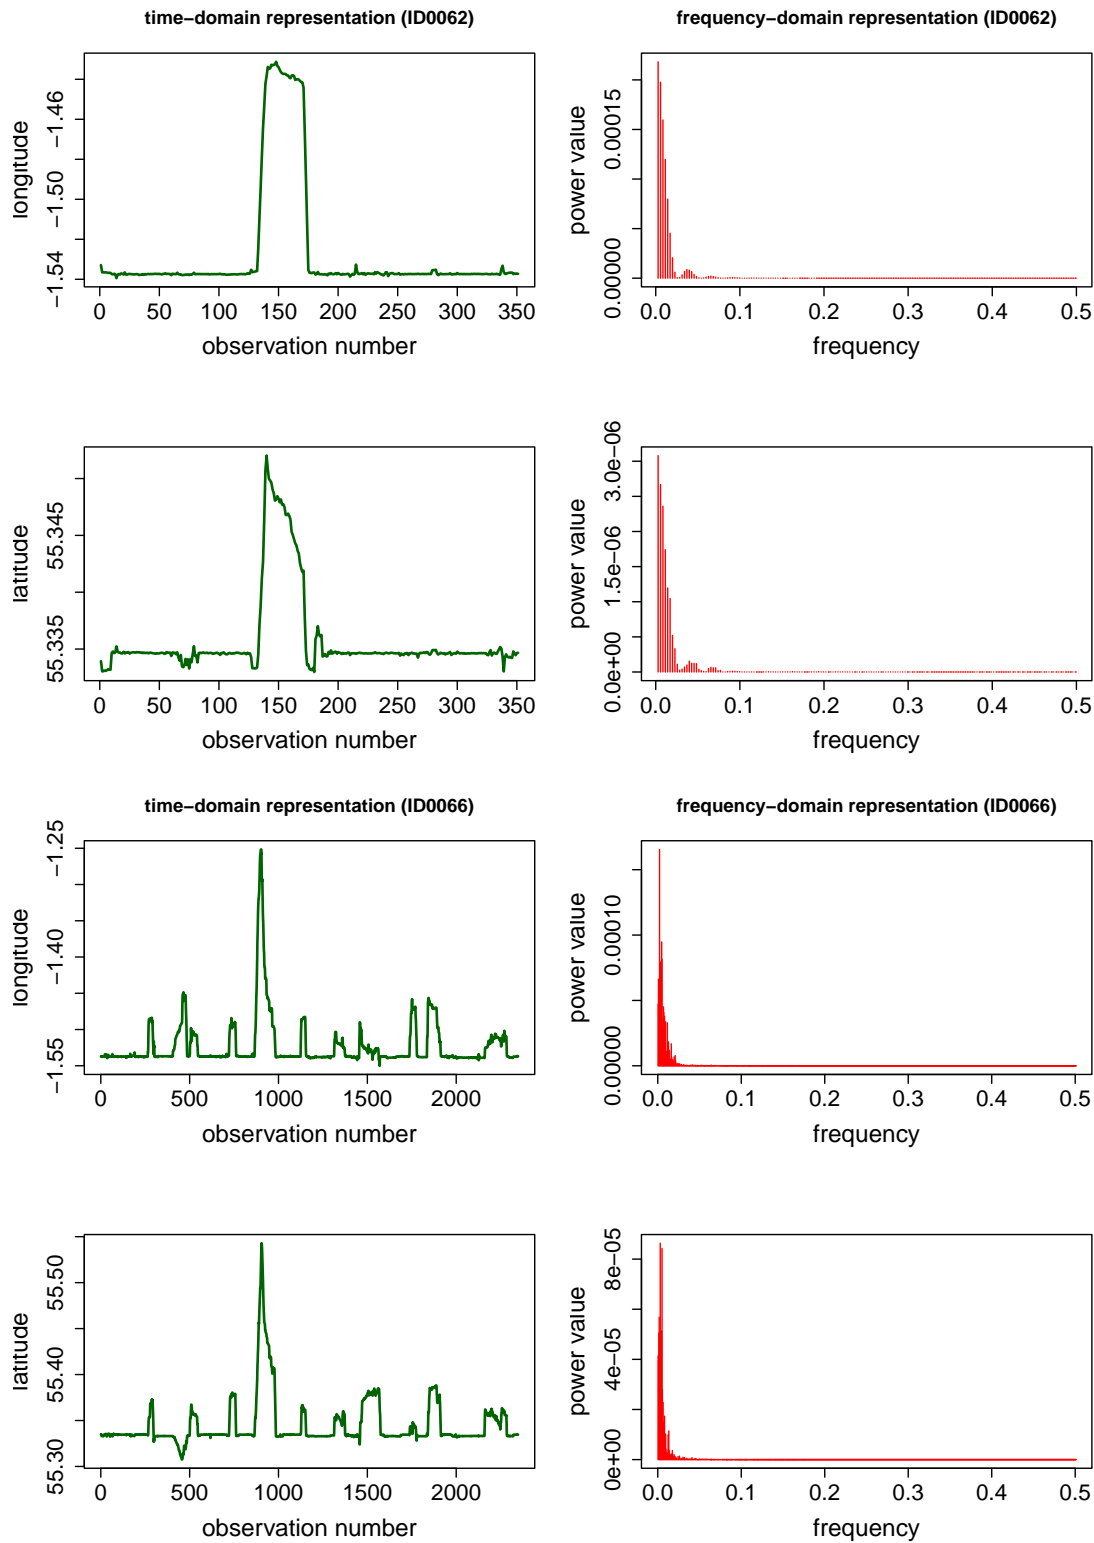 time−domain representation (ID0062)
frequency−domain representation (ID0062)
longitude
−1.54 −1.50 −1.46
0 50 100 150 200 250 300 350
observation number
power value
0.00000 0.00015
0.0 0.1 0.2 0.3 0.4 0.5
frequency
latitude
55.335 55.345
0 50 100 150 200 250 300 350
observation number
power value
0.0e+00 1.5e−06 3.0e−06
0.0 0.1 0.2 0.3 0.4 0.5
frequency
time−domain representation (ID0066)
frequency−domain representation (ID0066)
longitude
−1.55 −1.40 −1.25
0 500 1000 1500 2000
observation number
power value
0.00000 0.00010
0.0 0.1 0.2 0.3 0.4 0.5
frequency
latitude
55.30 55.40 55.50
0 500 1000 1500 2000
observation number
power value
0e+00 4e−05 8e−05
0.0 0.1 0.2 0.3 0.4 0.5
frequency